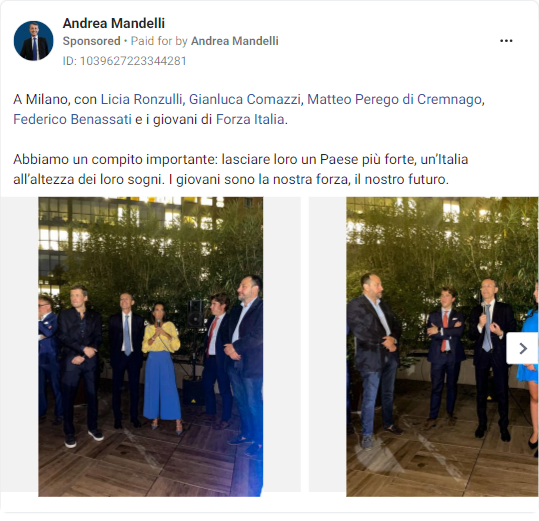 Andrea Mandelli
Sponsored • Paid for by Andrea Mandelli
ID: 1039627223344281
A Milano, con Licia Ronzulli, Gianluca Comazzi, Matteo Perego di Cremnago,
Federico Benassati e i giovani di Forza Italia.
Abbiamo un compito importante: lasciare loro un Paese più forte, un’Italia
all’altezza dei loro sogni. I giovani sono la nostra forza, il nostro futuro.